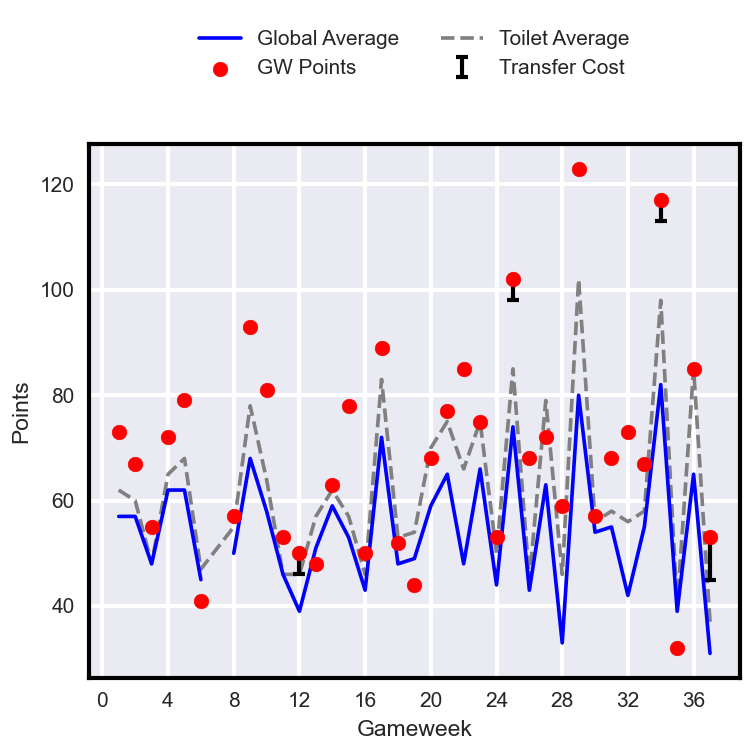 Global Average
GW Points
Toilet Average
Transfer Cost
120
100
80
60
40
Points
0 4 8 12 16 20 24 28 32 36
Gameweek